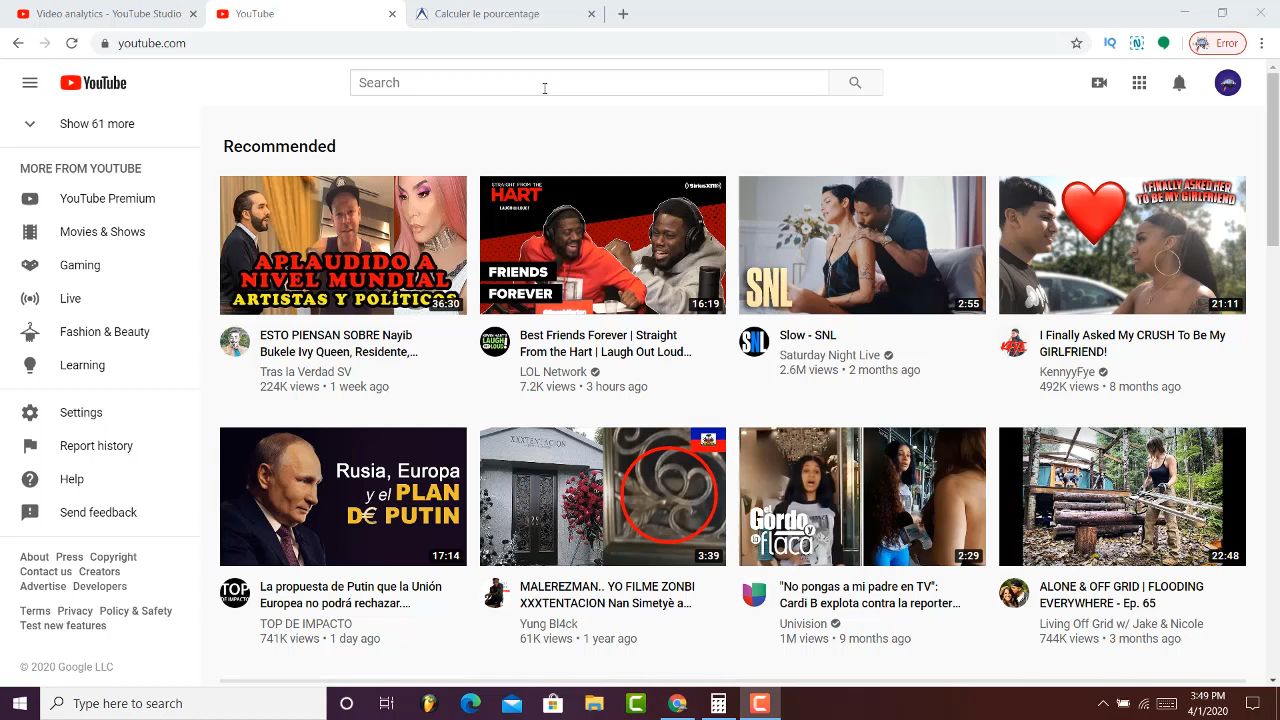 Video analytics - YouTube Studio
YouTube
Calculer le pourcentage
youtube.com
Error
YouTube
Search
Show 61 more
MORE FROM YOUTUBE
YouTube Premium
Movies & Shows
Gaming
Live
Fashion & Beauty
Learning
Settings
Report history
Help
Send feedback
About Press Copyright
Contact us Creators
Advertise Developers
Terms Privacy Policy & Safety
Test new features
© 2020 Google LLC
Recommended
APLAUDIDO A
NIVEL MUNDIAL
ARTISTAS Y POLÍTICOS
36:30
ESTO PIENSAN SOBRE Nayib
Bukele Ivy Queen, Residente,...
Tras la Verdad SV
224K views • 1 week ago
STRAIGHT FROM THE
HART
LAUGH OUT LOUD!
SiriusXM
FRIENDS
FOREVER
16:19
Best Friends Forever | Straight
From the Hart | Laugh Out Loud...
LOL Network
7.2K views • 3 hours ago
SNL
2:55
Slow - SNL
Saturday Night Live
2.6M views • 2 months ago
I FINALLY ASKED HER
TO BE MY GIRLFRIEND
21:11
I Finally Asked My CRUSH To Be My
GIRLFRIEND!
KennyyFye
492K views • 8 months ago
Rusia, Europa
y el PLAN
D€ PUTIN
17:14
TOP
DE IMPACTO
La propuesta de Putin que la Unión
Europea no podrá rechazar....
TOP DE IMPACTO
741K views • 1 day ago
XXXTENTACION
3:39
MALEREZMAN.. YO FILME ZONBI
XXXTENTACION Nan Simetyè a...
Yung Bl4ck
61K views • 1 year ago
el Gordo
y la flaca
2:29
"No pongas a mi padre en TV":
Cardi B explota contra la reporter...
Univision
1M views • 9 months ago
22:48
ALONE & OFF GRID | FLOODING
EVERYWHERE - Ep. 65
Living Off Grid w/ Jake & Nicole
744K views • 3 months ago
Type here to search
3:49 PM
4/1/2020